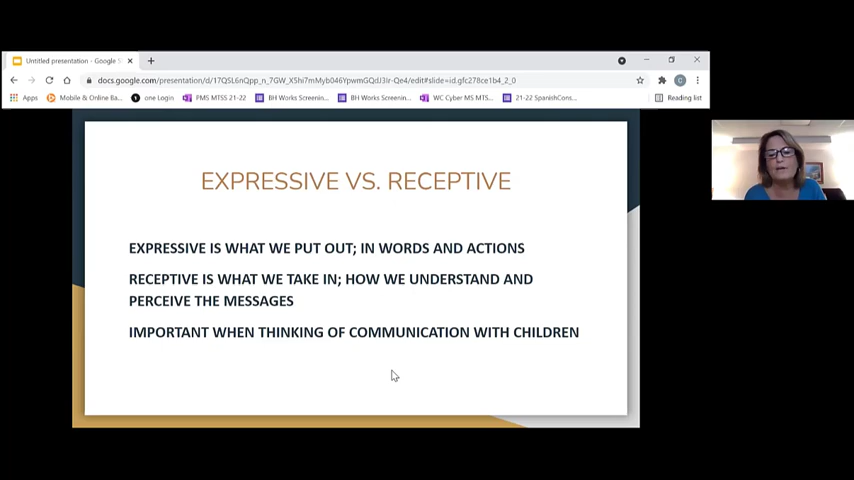 Untitled presentation - Google S
docs.google.com/presentation/d/17QSL6nQpp_n_7GW_X5hi7mMyb046YpwmGQdJ3Ir-Qe4/edit#slide=id.gfc278ce1b4_2_0
Apps Mobile & Online Ba... one Login PMS MTSS 21-22 BH Works Screenin... BH Works Screenin... WC Cyber MS MTS... 21-22 SpanishCons... Reading list
EXPRESSIVE VS. RECEPTIVE
EXPRESSIVE IS WHAT WE PUT OUT; IN WORDS AND ACTIONS
RECEPTIVE IS WHAT WE TAKE IN; HOW WE UNDERSTAND AND
PERCEIVE THE MESSAGES
IMPORTANT WHEN THINKING OF COMMUNICATION WITH CHILDREN